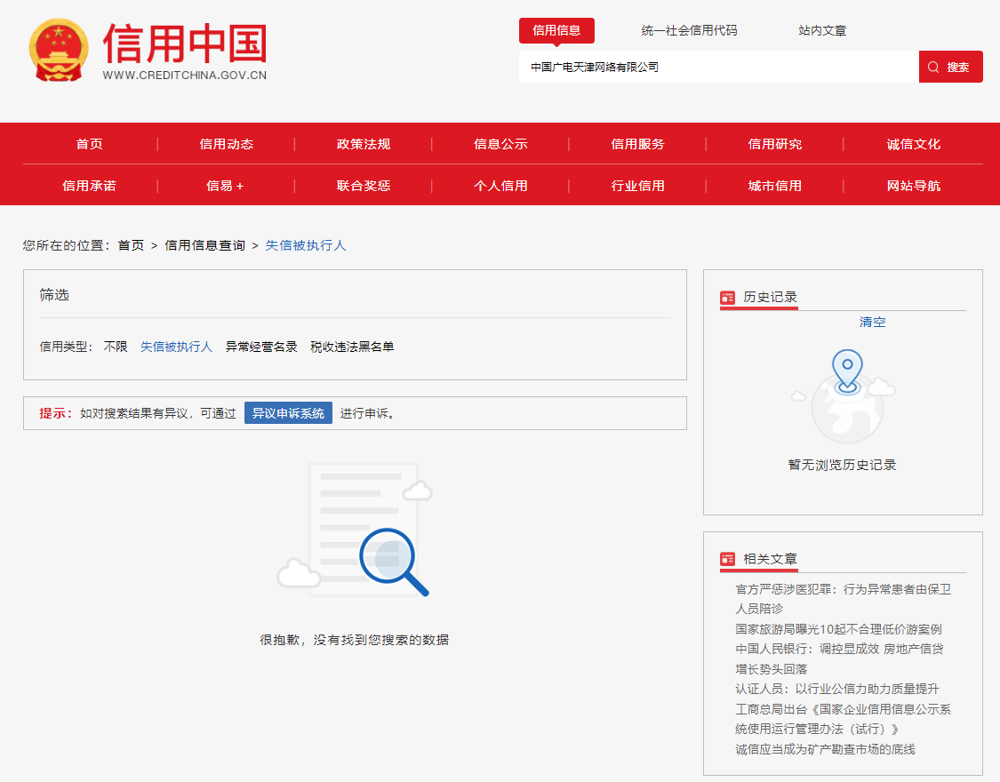 信用中国
WWW.CREDITCHINA.GOV.CN
信用信息 统一社会信用代码 站内文章
中国广电天津网络有限公司 搜索
首页 信用动态 政策法规 信息公示 信用服务 信用研究 诚信文化
信用承诺 信易+ 联合奖惩 个人信用 行业信用 城市信用 网站导航
您所在的位置：首页 > 信用信息查询 > 失信被执行人
筛选
信用类型： 不限 失信被执行人 异常经营名录 税收违法黑名单
提示：如对搜索结果有异议，可通过 异议申诉系统 进行申诉。
很抱歉，没有找到您搜索的数据
历史记录
清空
暂无浏览历史记录
相关文章
官方严惩涉医犯罪：行为异常患者由保卫
人员陪诊
国家旅游局曝光10起不合理低价游案例
中国人民银行：调控显成效 房地产信贷
增长势头回落
认证人员：以行业公信力助力质量提升
工商总局出台《国家企业信用信息公示系
统使用运行管理办法（试行）》
诚信应当成为矿产勘查市场的底线